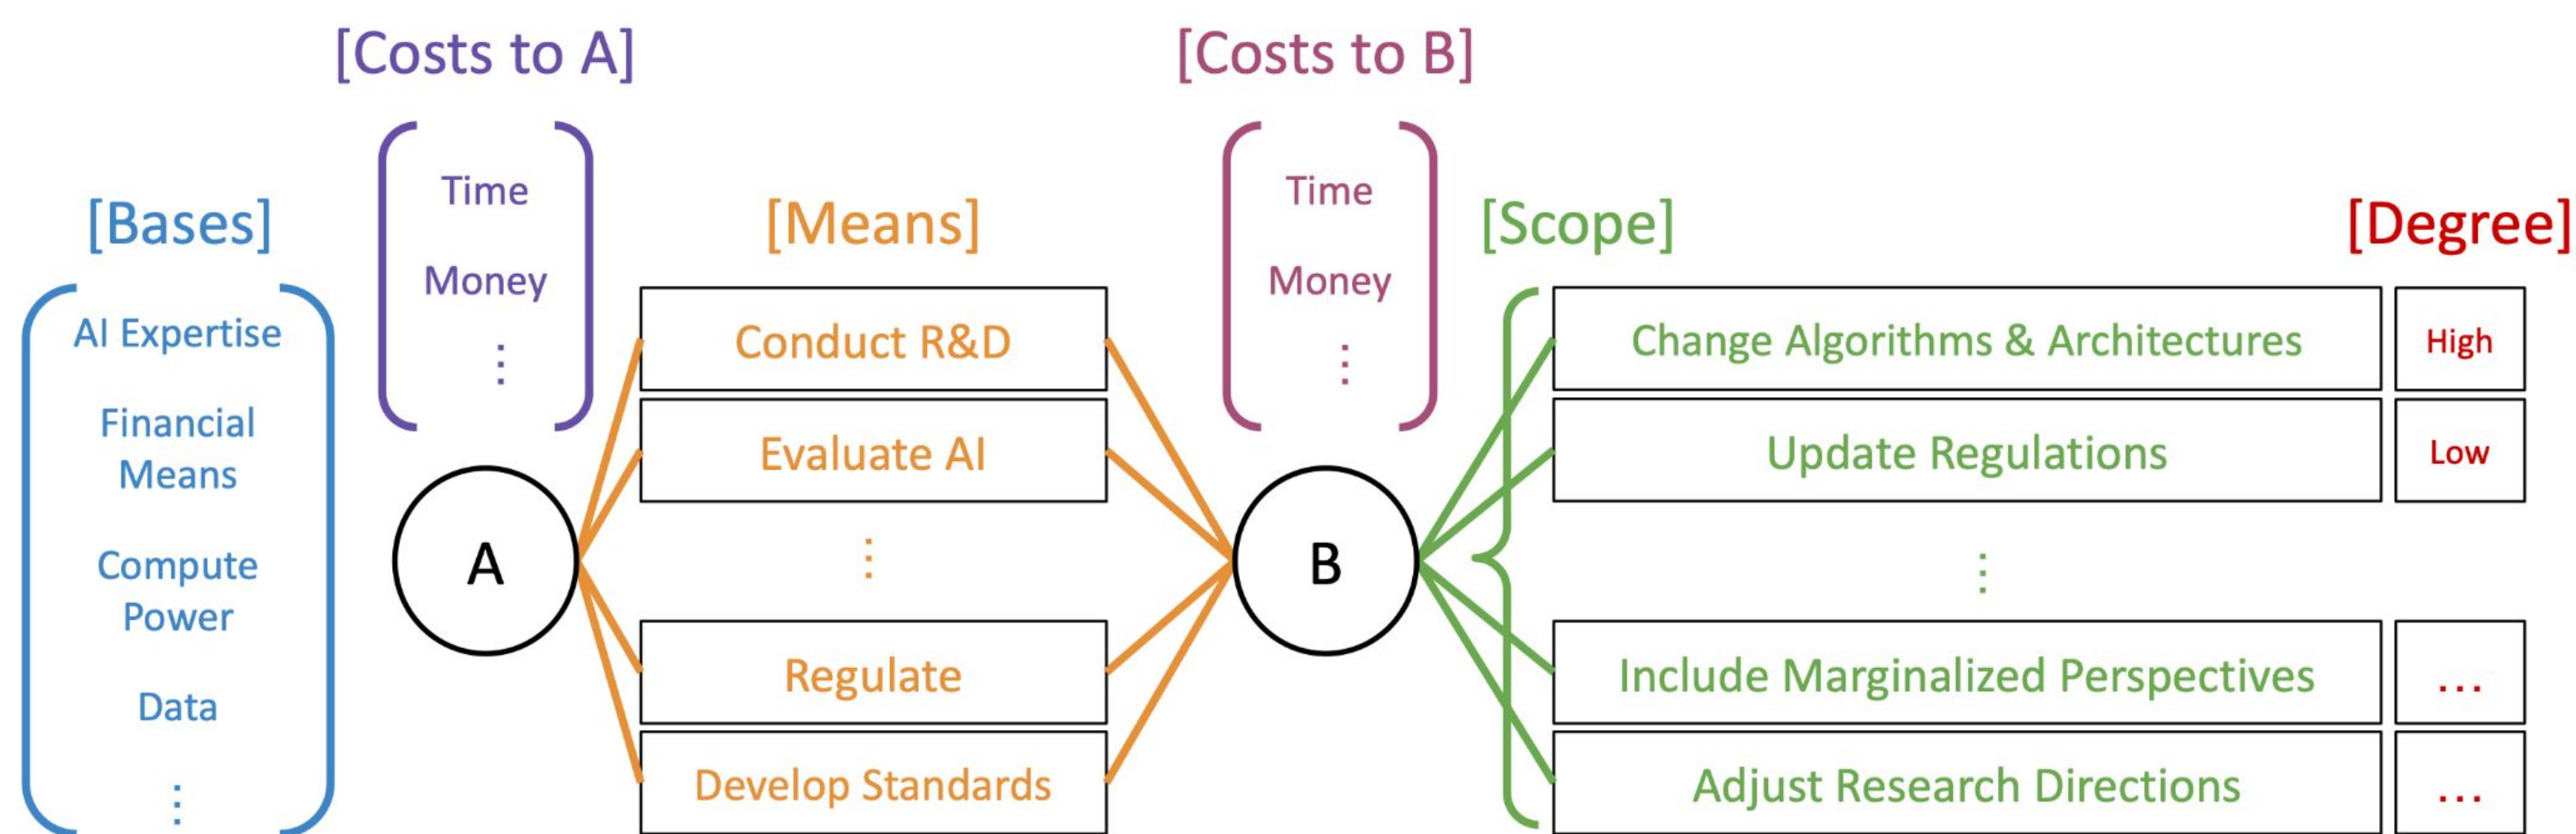 [Costs to A]
[Costs to B]
[Bases]
Time
Money
⋮
[Means]
Time
Money
⋮
[Scope]
[Degree]
AI Expertise
Financial
Means
Compute
Power
Data
⋮
A
Conduct R&D
Evaluate AI
⋮
Regulate
Develop Standards
B
Change Algorithms & Architectures
High
Update Regulations
Low
⋮
Include Marginalized Perspectives
...
Adjust Research Directions
...